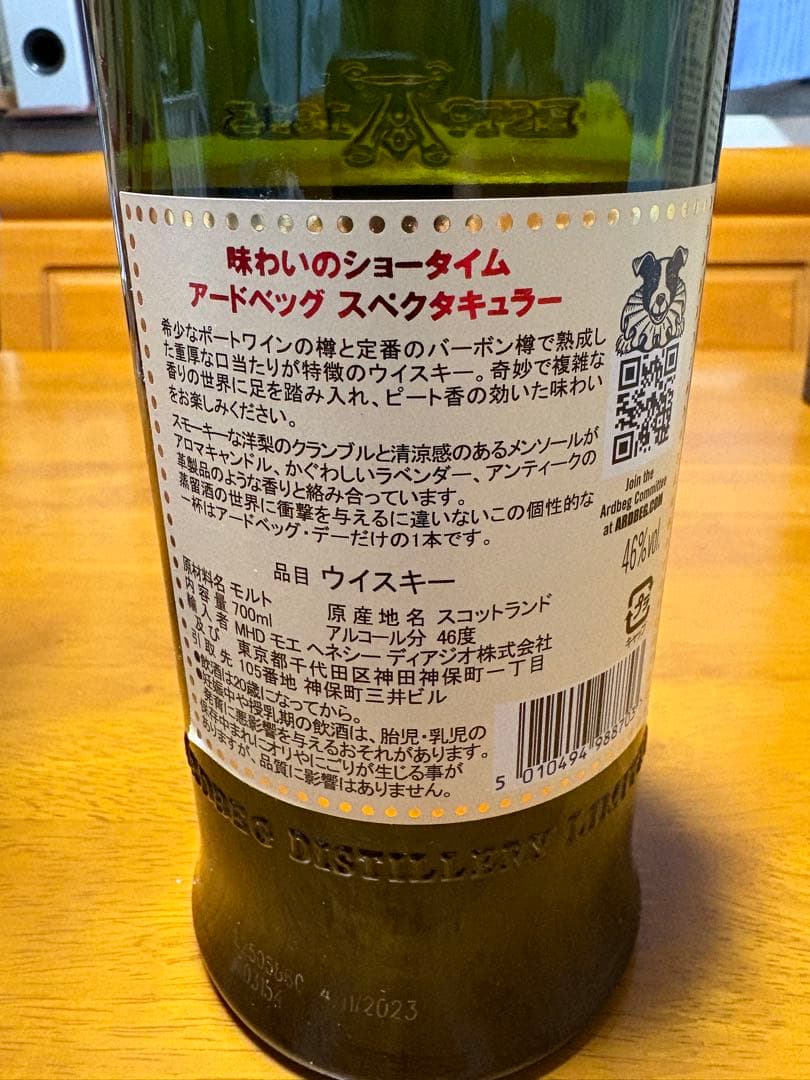 味わいのショータイム
アードベッグ スペクタキュラー
希少なポートワインの樽と定番のバーボン樽で熟成し
た重厚な口当たりが特徴のウイスキー。奇妙で複雑な
香りの世界に足を踏み入れ、ピート香の効いた味わい
をお楽しみください。
スモーキーな洋梨のクランブルと清涼感のあるメンソールが
アロマキャンドル、かぐわしいラベンダー、アンティークの
革製品のような香りと絡み合っています。
蒸留酒の世界に衝撃を与えるに違いないこの個性的な
一杯はアードベッグ・デーだけの1本です。
Join the
Ardbeg Committee
at ARDBEG.COM
46%vol
品目 ウイスキー
原材料名 モルト
原産地名 スコットランド
内容量 700ml
アルコール分 46度
輸入者 MHD モエ ヘネシー ディアジオ株式会社
及び 東京都千代田区神田神保町一丁目
引取先 105番地 神保町三井ビル
●飲酒は20歳になってから。
●妊娠中や授乳期の飲酒は、胎児・乳児の
発育に悪影響を与えるおそれがあります。
保存中まれにオリやにごりが生じる事が
ありますが、品質に影響はありません。
キャップ
5 010494 988703
DISTILLERY LIMITED
11/2023